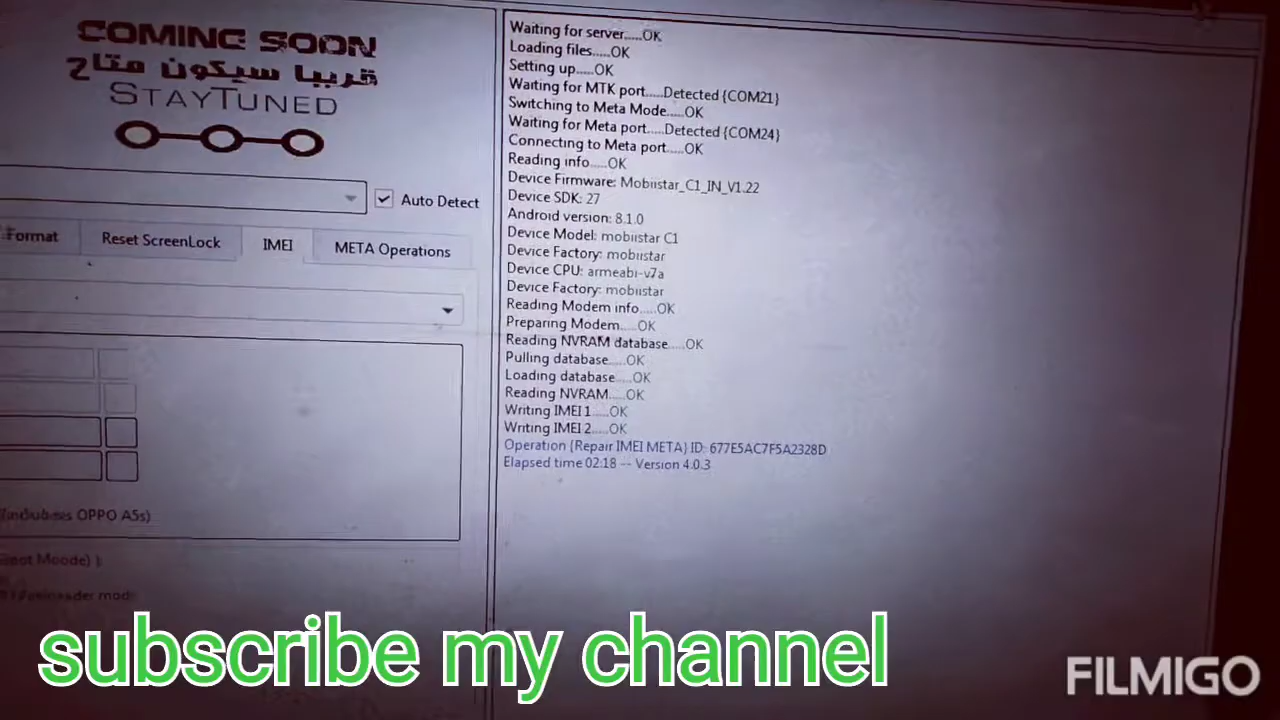 COMING SOON
قريبا سيكون متاح
STAYTUNED
Auto Detect
Format
Reset ScreenLock
IMEI
META Operations
(includes OPPO A5s)
Waiting for server.....OK
Loading files.....OK
Setting up.....OK
Waiting for MTK port.....Detected {COM21}
Switching to Meta Mode.....OK
Waiting for Meta port.....Detected {COM24}
Connecting to Meta port.....OK
Reading info.....OK
Device Firmware: Mobiistar_C1_IN_V1.22
Device SDK: 27
Android version: 8.1.0
Device Model: mobiistar C1
Device Factory: mobiistar
Device CPU: armeabi-v7a
Device Factory: mobiistar
Reading Modem info.....OK
Preparing Modem.....OK
Reading NVRAM database.....OK
Pulling database.....OK
Loading database.....OK
Reading NVRAM.....OK
Writing IMEI 1.....OK
Writing IMEI 2.....OK
Operation {Repair IMEI META} ID: 677E5AC7F5A2328D
Elapsed time 02:18 -- Version 4.0.3
subscribe my channel
FILMIGO